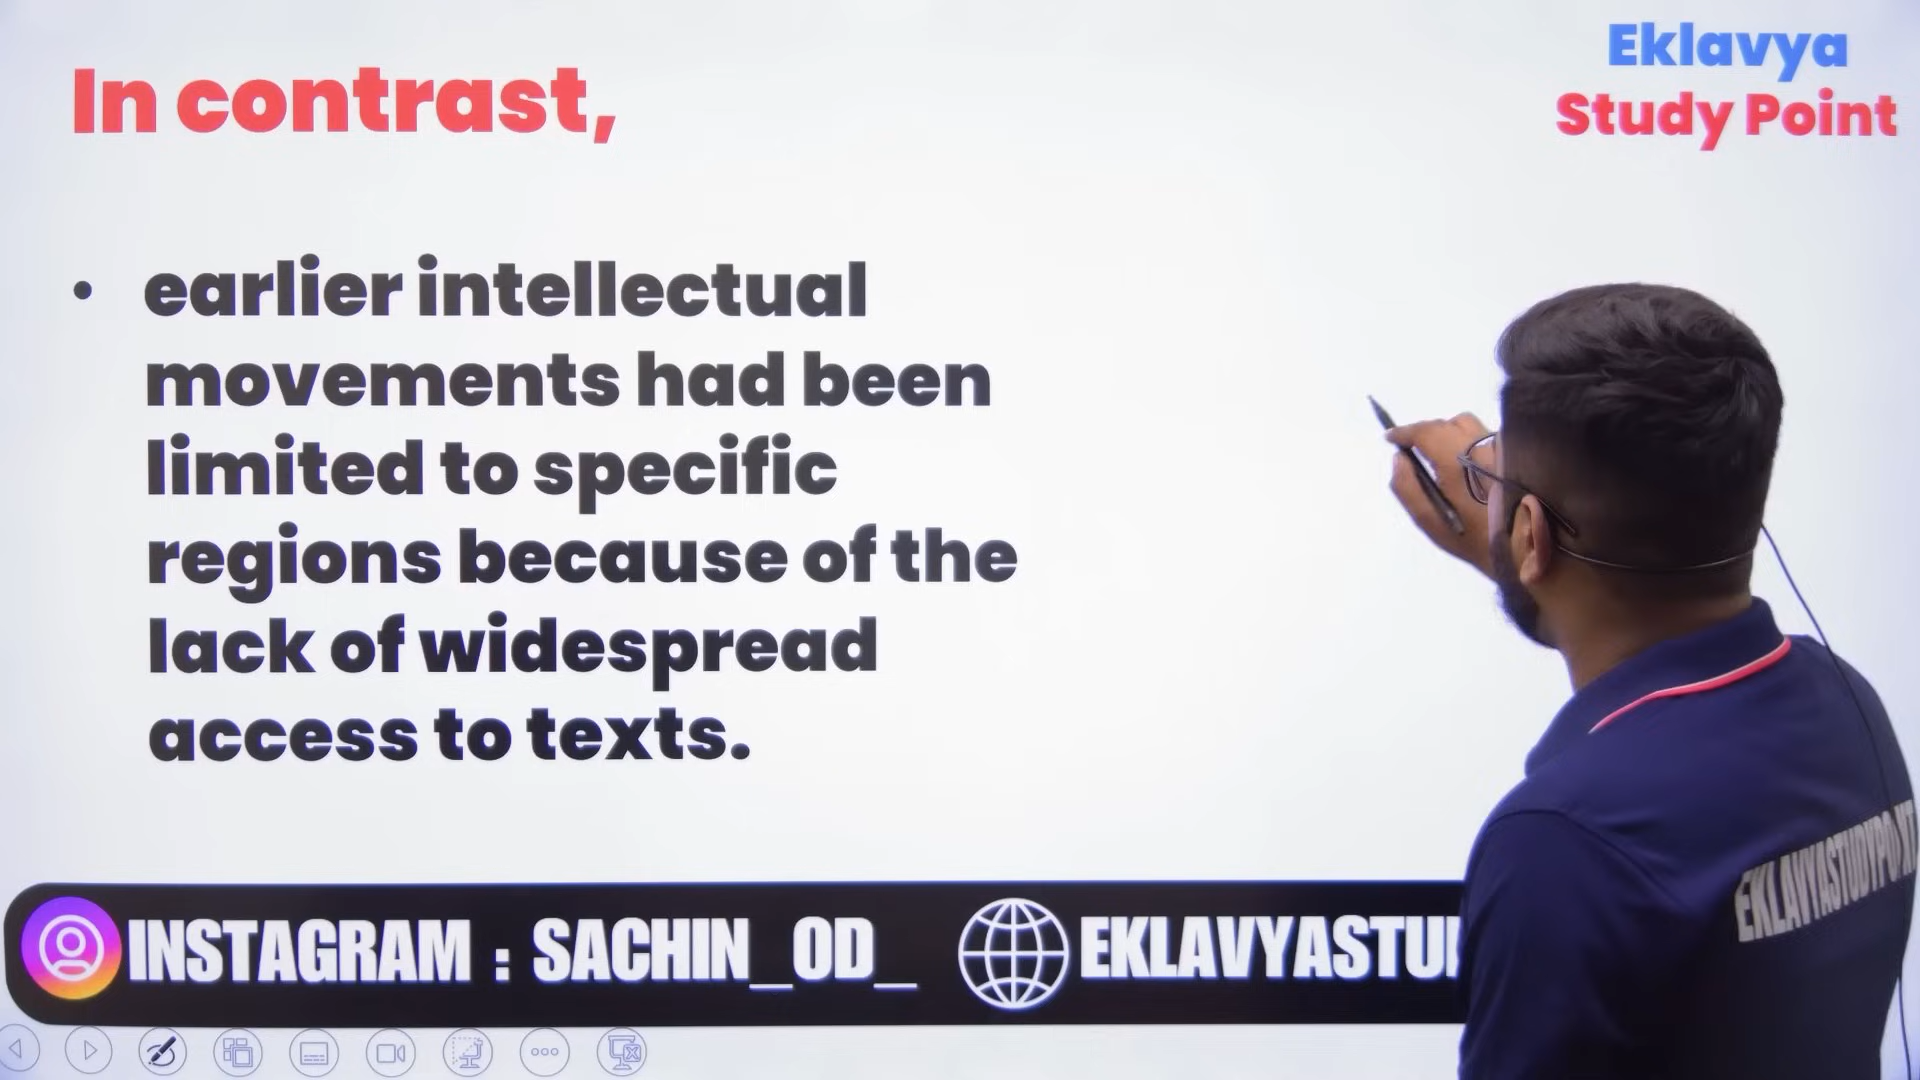 In contrast,
Eklavya
Study Point
• earlier intellectual
movements had been
limited to specific
regions because of the
lack of widespread
access to texts.
INSTAGRAM : SACHIN_OD_